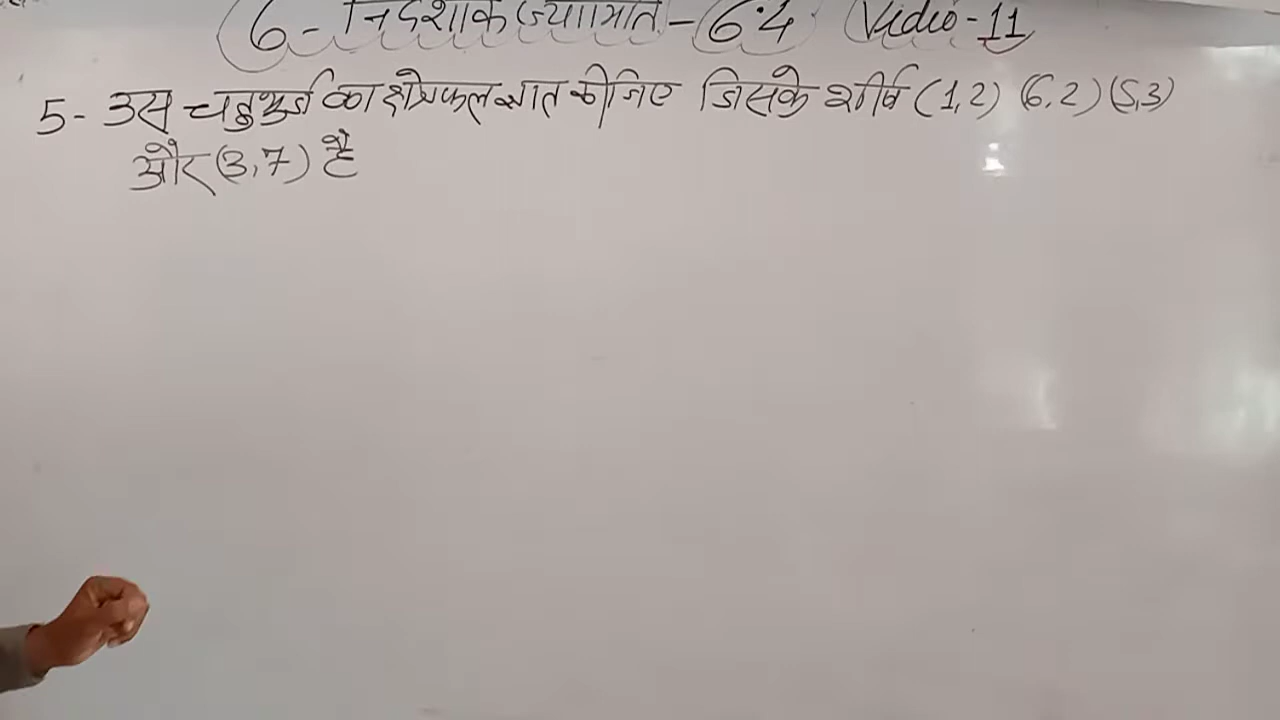 6- निर्देशांक ज्यामिति - 6.4 Video-11
5- उस चतुर्भुज का क्षेत्रफल ज्ञात कीजिए जिसके शीर्ष (1,2) (6,2) (5,3)
और (3,7) है